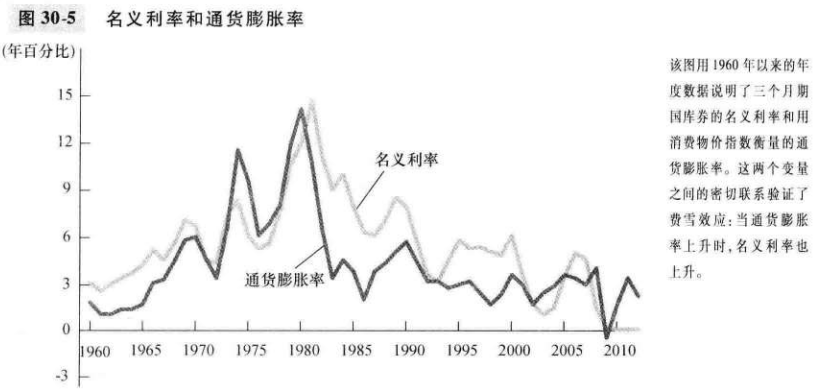 图 30-5 名义利率和通货膨胀率
(年百分比)
15
12
9
6
3
0
-3
名义利率
通货膨胀率
1960 1965 1970 1975 1980 1985 1990 1995 2000 2005 2010
该图用 1960 年以来的年
度数据说明了三个月期
国库券的名义利率和用
消费物价指数衡量的通
货膨胀率。这两个变量
之间的密切联系验证了
费雪效应：当通货膨胀
率上升时，名义利率也
上升。